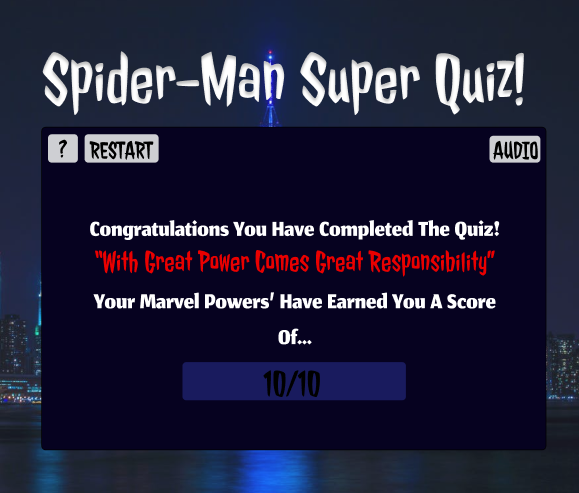 Spider-Man Super Quiz!
? RESTART AUDIO
Congratulations You Have Completed The Quiz!
"With Great Power Comes Great Responsibility"
Your Marvel Powers' Have Earned You A Score
Of...
10/10